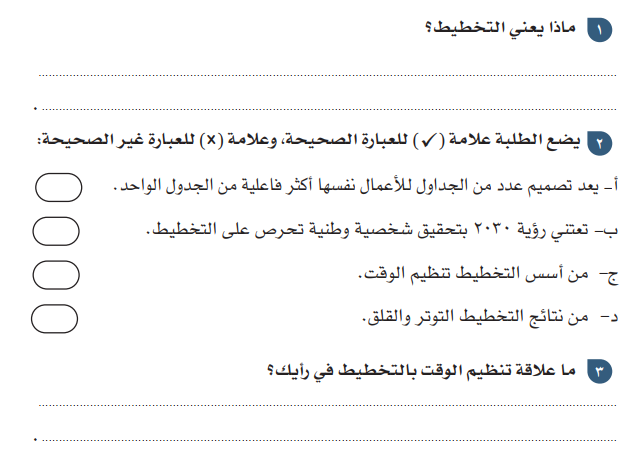 ١ ماذا يعني التخطيط؟
٢ يضع الطلبة علامة (✓) للعبارة الصحيحة، وعلامة (×) للعبارة غير الصحيحة:
أ- يعد تصميم عدد من الجداول للأعمال نفسها أكثر فاعلية من الجدول الواحد.
ب- تعتني رؤية ٢٠٣٠ بتحقيق شخصية وطنية تحرص على التخطيط.
ج- من أسس التخطيط تنظيم الوقت.
د- من نتائج التخطيط التوتر والقلق.
٣ ما علاقة تنظيم الوقت بالتخطيط في رأيك؟